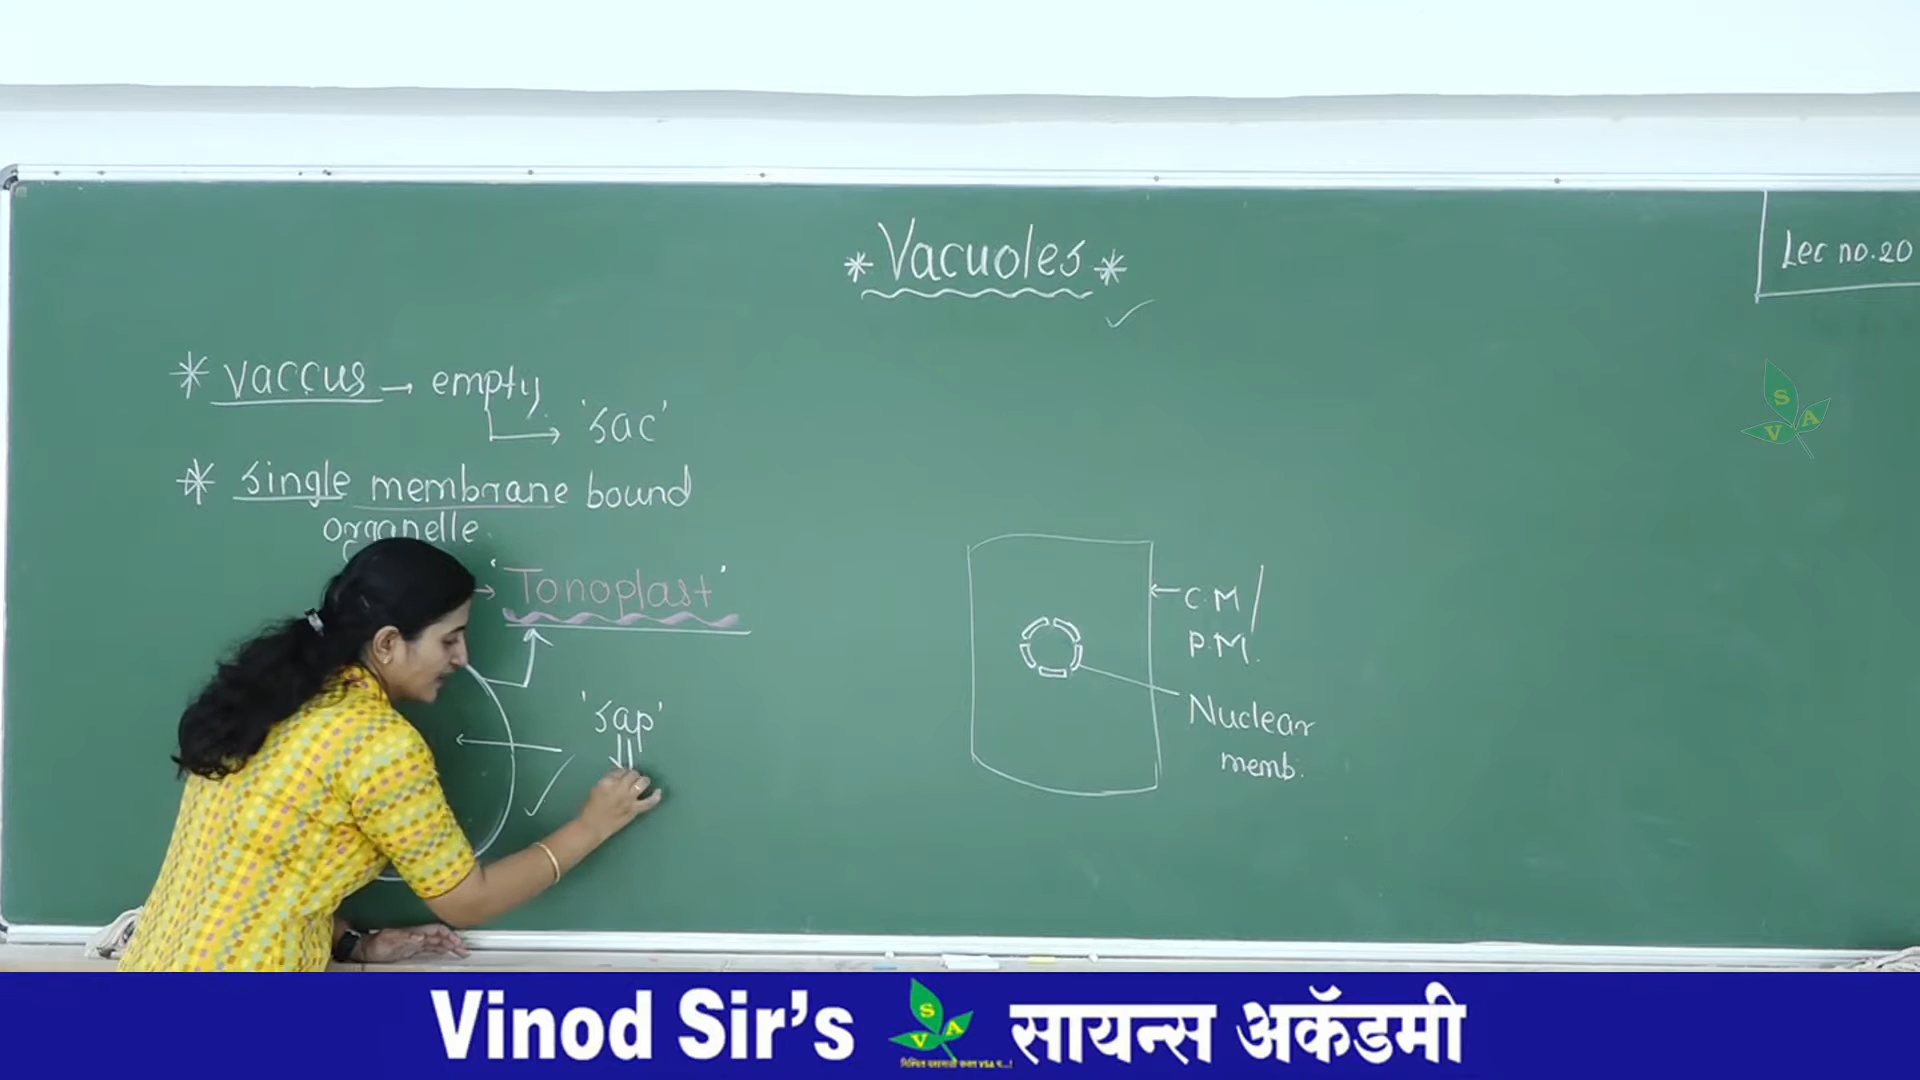 * Vacuoles *
Lec no.20
* vaccus → empty
'sac'
* single membrane bound
organelle.
'Tonoplast'
'sap'
C.M /
P.M.
Nuclear
memb.
S
V A
Vinod Sir's
S
V A
सायन्स अकॅडमी